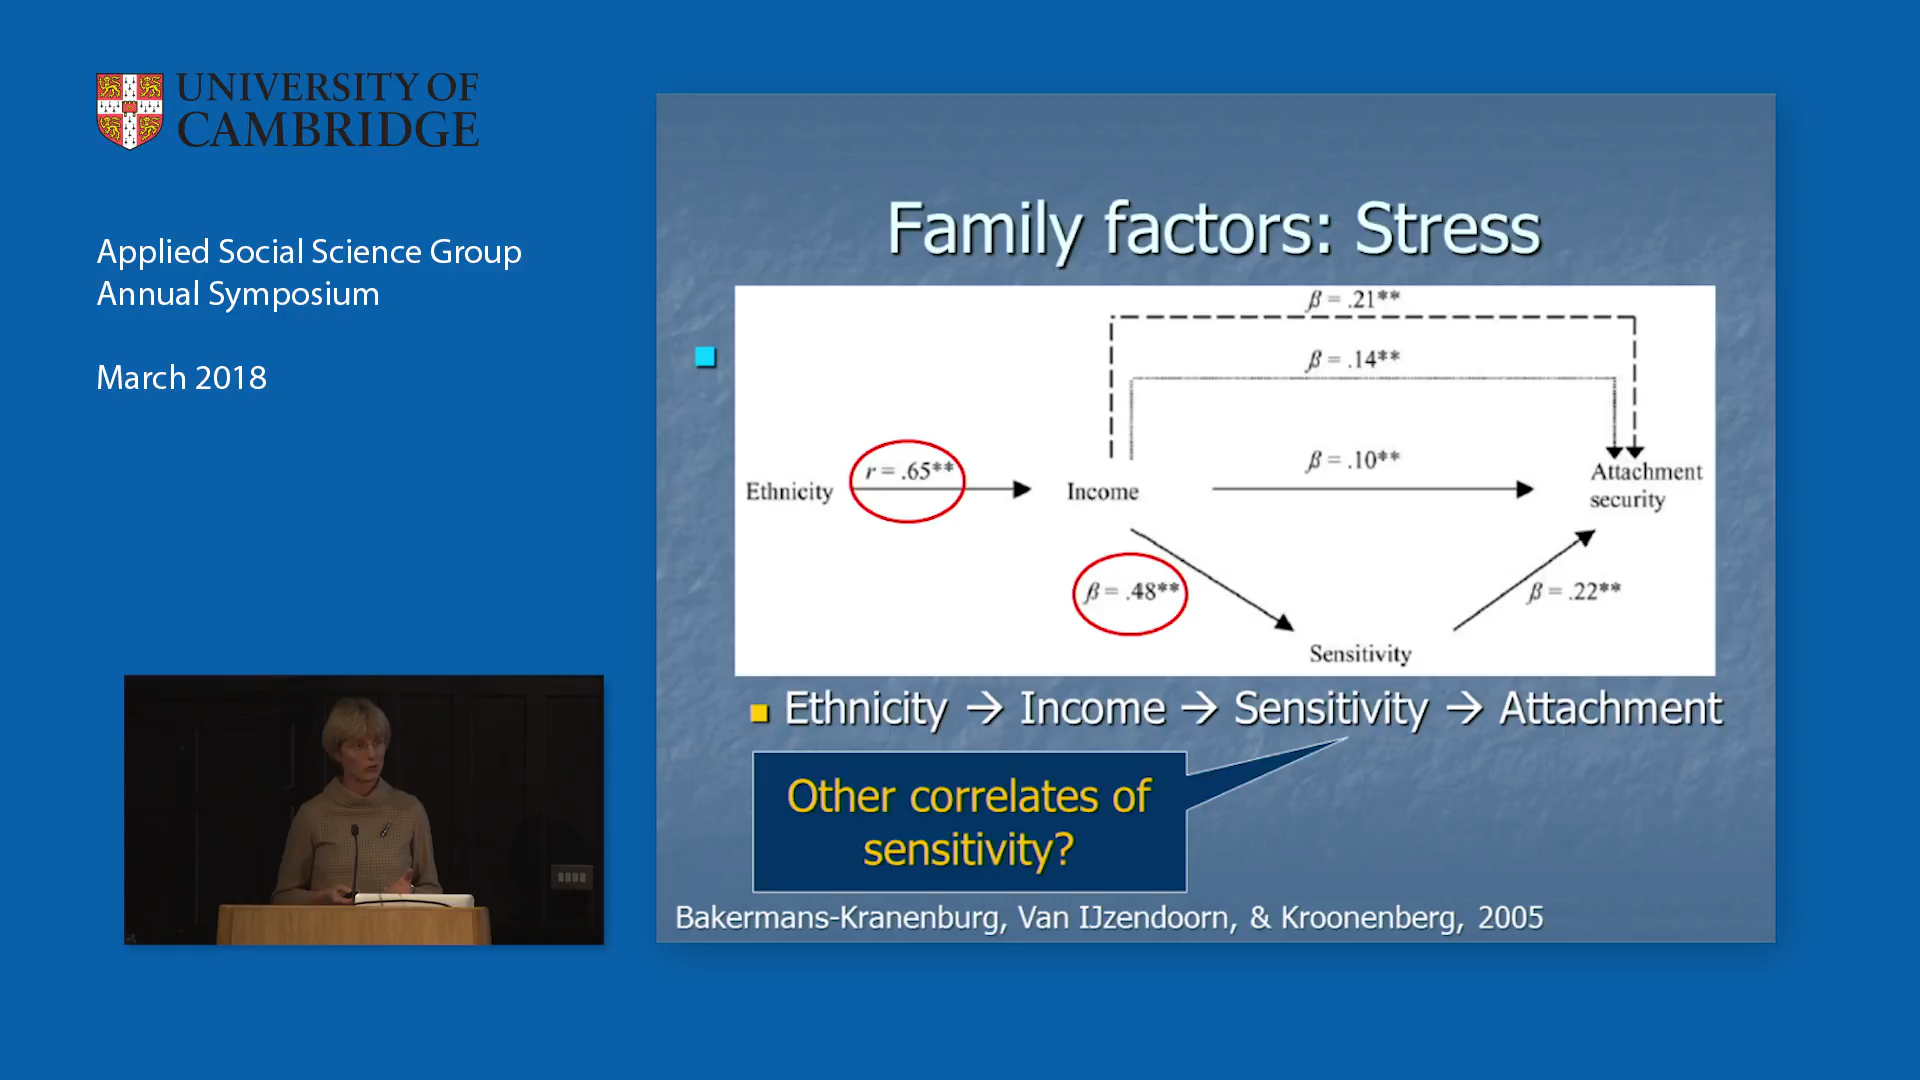 UNIVERSITY OF
CAMBRIDGE
Applied Social Science Group
Annual Symposium
March 2018
Family factors: Stress
β = .21**
β = .14**
r = .65**
β = .10**
Ethnicity
Income
Attachment
security
β = .48**
β = .22**
Sensitivity
Ethnicity → Income → Sensitivity → Attachment
Other correlates of
sensitivity?
Bakermans-Kranenburg, Van IJzendoorn, & Kroonenberg, 2005